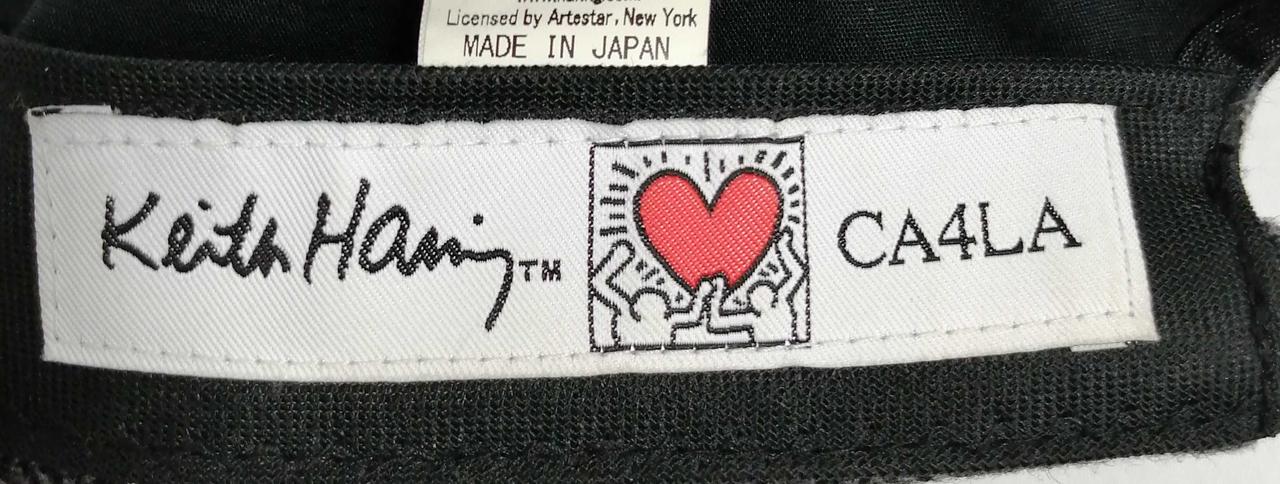 Licensed by Artestar, New York
MADE IN JAPAN
Keith Haring™
CA4LA